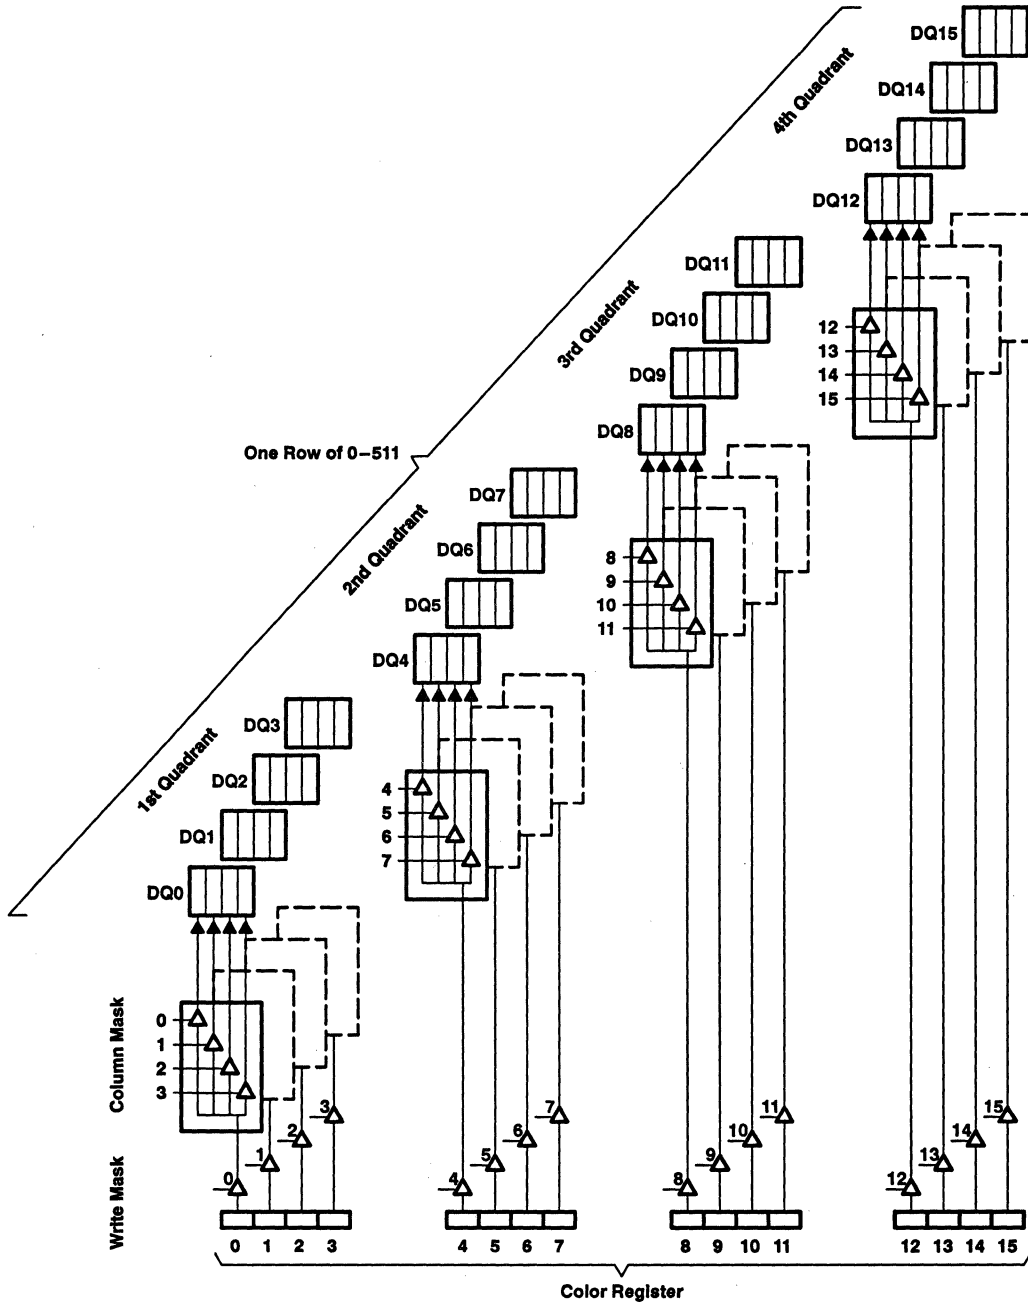 DQ15
DQ14
DQ13
DQ12
4th Quadrant
12
13
14
15
DQ11
DQ10
DQ9
DQ8
3rd Quadrant
8
9
10
11
One Row of 0–511
DQ7
DQ6
DQ5
DQ4
2nd Quadrant
4
5
6
7
DQ3
DQ2
DQ1
DQ0
1st Quadrant
Column Mask
0
1
2
3
Write Mask
3 7 11 15
2 6 10 14
1 5 9 13
0 4 8 12
0 1 2 3 4 5 6 7 8 9 10 11 12 13 14 15
Color Register